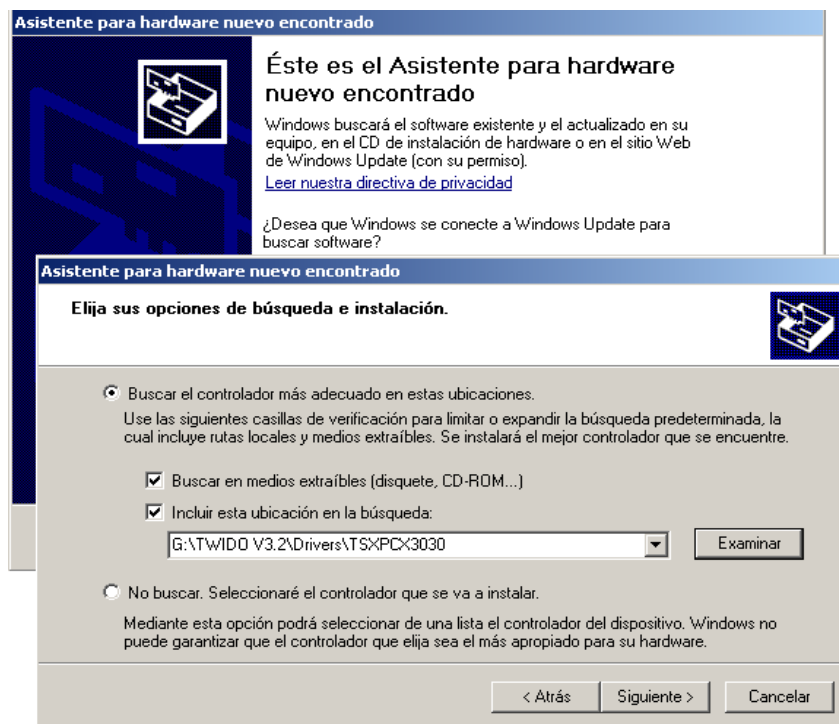 Asistente para hardware nuevo encontrado
Éste es el Asistente para hardware
nuevo encontrado
Windows buscará el software existente y el actualizado en su
equipo, en el CD de instalación de hardware o en el sitio Web
de Windows Update (con su permiso).
Leer nuestra directiva de privacidad
¿Desea que Windows se conecte a Windows Update para
buscar software?
Asistente para hardware nuevo encontrado
Elija sus opciones de búsqueda e instalación.
Buscar el controlador más adecuado en estas ubicaciones.
Use las siguientes casillas de verificación para limitar o expandir la búsqueda predeterminada, la
cual incluye rutas locales y medios extraíbles. Se instalará el mejor controlador que se encuentre.
Buscar en medios extraíbles (disquete, CD-ROM...)
Incluir esta ubicación en la búsqueda:
G:\TWIDO V3.2\Drivers\TSXPCX3030
Examinar
No buscar. Seleccionaré el controlador que se va a instalar.
Mediante esta opción podrá seleccionar de una lista el controlador del dispositivo. Windows no
puede garantizar que el controlador que elija sea el más apropiado para su hardware.
< Atrás
Siguiente >
Cancelar